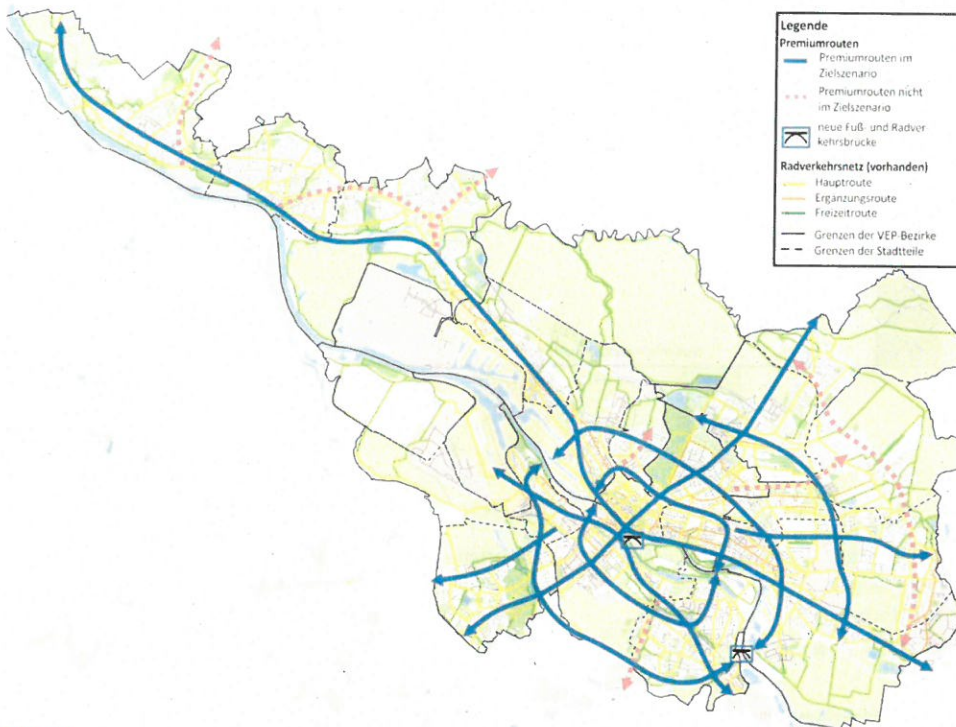 Legende
Premiumrouten
Premiumrouten im
Zielszenario
Premiumrouten nicht
im Zielszenario
neue Fuß- und Radver
kehrsbrücke
Radverkehrsnetz (vorhanden)
Hauptroute
Ergänzungsroute
Freizeitroute
Grenzen der VEP-Bezirke
Grenzen der Stadtteile